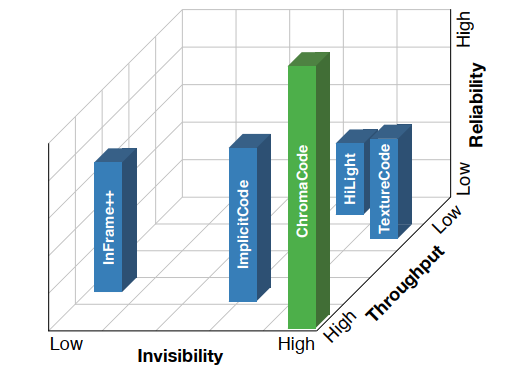 High
Reliability
Low
InFrame++
ImplicitCode
ChromaCode
HiLight
TextureCode
Low
Throughput
High
Low
Invisibility
High